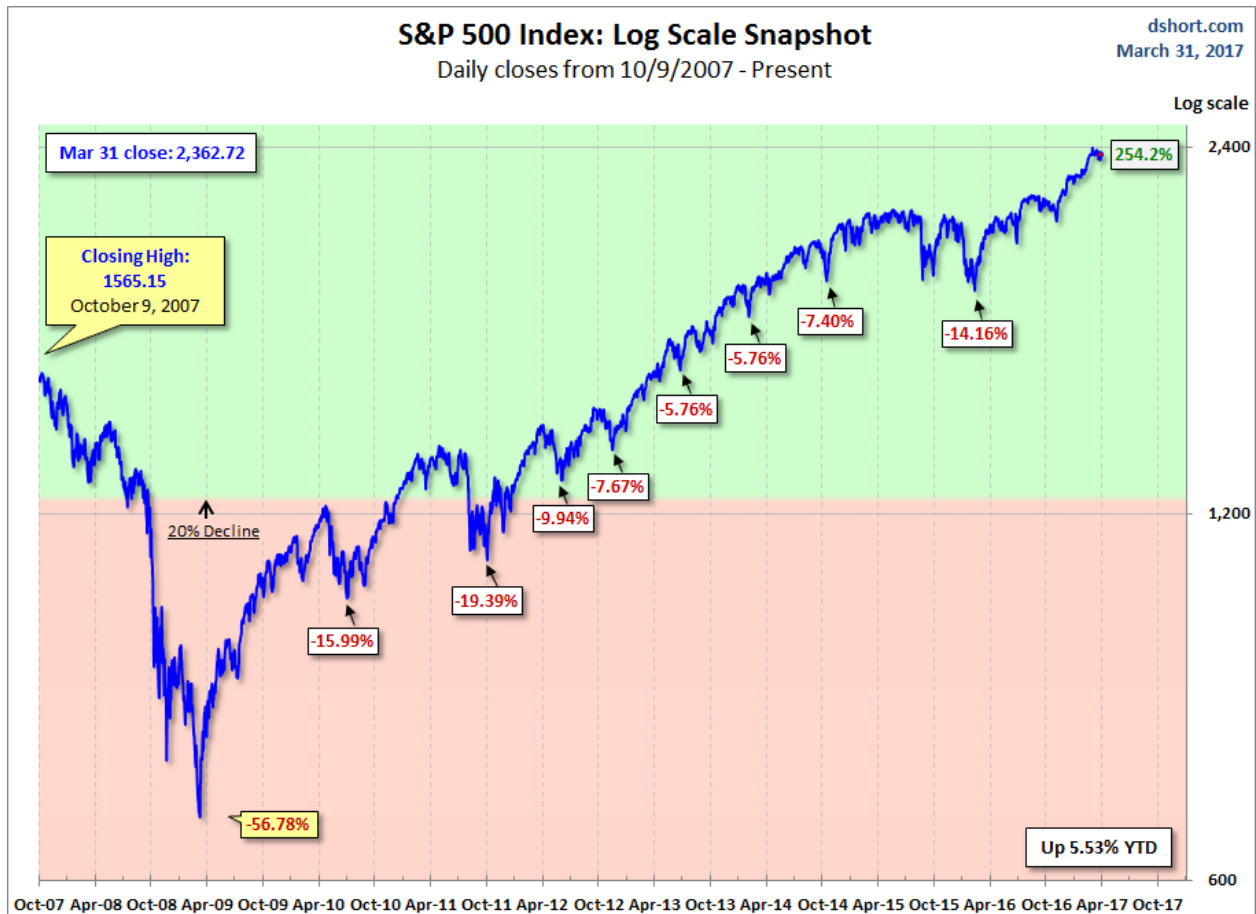 S&P 500 Index: Log Scale Snapshot
Daily closes from 10/9/2007 - Present
dshort.com
March 31, 2017
Log scale
Mar 31 close: 2,362.72
2,400
254.2%
Closing High:
1565.15
October 9, 2007
-14.16%
-7.40%
-5.76%
-5.76%
-7.67%
-9.94%
1,200
20% Decline
-19.39%
-15.99%
-56.78%
Up 5.53% YTD
600
Oct-07 Apr-08 Oct-08 Apr-09 Oct-09 Apr-10 Oct-10 Apr-11 Oct-11 Apr-12 Oct-12 Apr-13 Oct-13 Apr-14 Oct-14 Apr-15 Oct-15 Apr-16 Oct-16 Apr-17 Oct-17